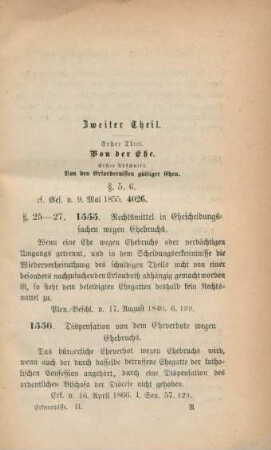 Zweiter Theil.
Erster Titel.
Von der Ehe.
Erster Abschnitt.
Von den Erfordernissen gültiger Ehen.
§. 5, 6.
cf. Ges. v. 9. Mai 1855. 4026.
§. 25—27. 1555. Rechtsmittel in Ehescheidungs-
sachen wegen Ehebruchs.
Wenn eine Ehe wegen Ehebruchs oder verdächtigen
Umgangs getrennt, und in dem Scheidungserkenntnisse die
Wiederverheirathung des schuldigen Theils nicht von einer
besonders nachzusuchenden Erlaubniß abhängig gemacht worden
ist, so steht dem beleidigten Ehegatten deshalb kein Rechts-
mittel zu.
Plen.-Beschl. v. 17. August 1840. 6. 199.
1556. Dispensation von dem Eheverbote wegen
Ehebruchs.
Das bürgerliche Eheverbot wegen Ehebruchs wird,
wenn auch der durch dasselbe betroffene Ehegatte der katho-
lischen Confession angehört, durch eine Dispensation des
ordentlichen Bischofs der Diöcese nicht gehoben.
Erk. v. 16. April 1866. I. Sen. 57. 129.
Erkenntnisse. II.